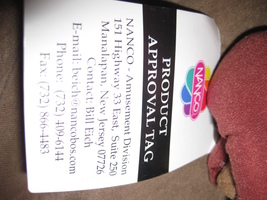 NANCO
PRODUCT
APPROVAL TAG
NANCO - Amusement Division
151 Highway 33 East, Suite 250
Manalapan, New Jersey 07726
Contact: Bill Eich
E-mail: beich@nancobos.com
Phone: (732) 409-6144
Fax: (732) 866-4483